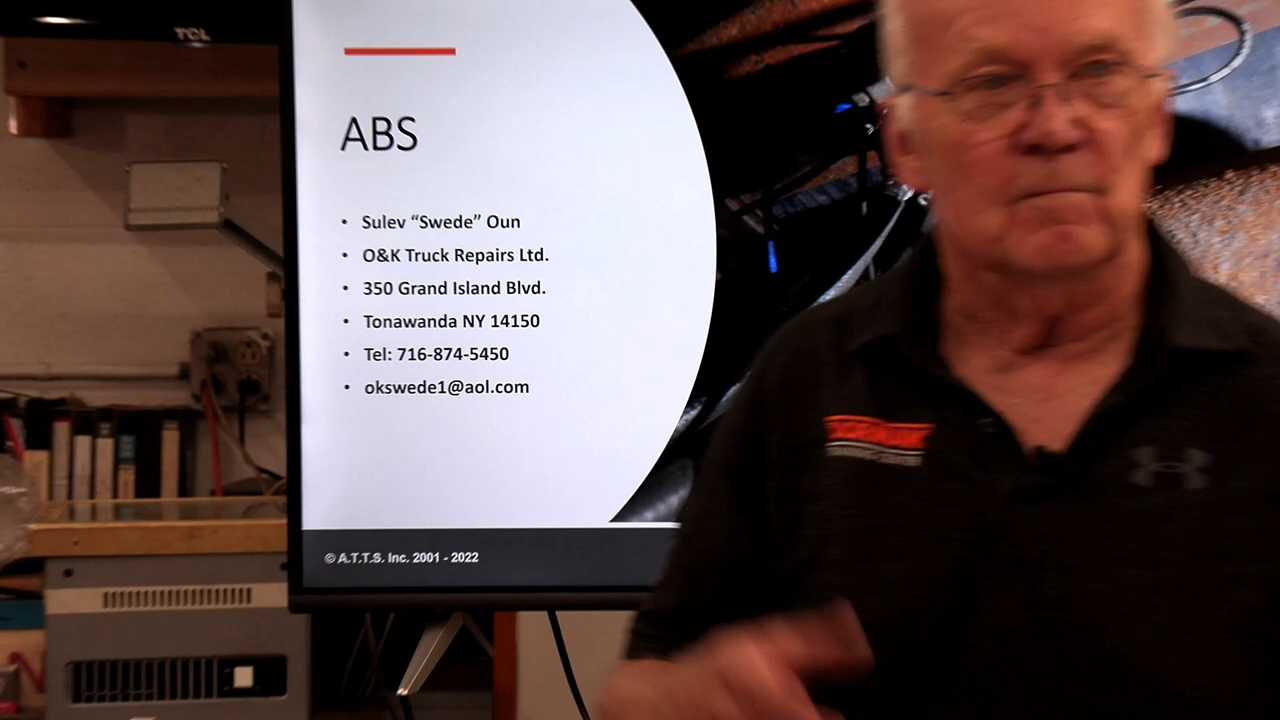 TCL
ABS
• Sulev “Swede” Oun
• O&K Truck Repairs Ltd.
• 350 Grand Island Blvd.
• Tonawanda NY 14150
• Tel: 716-874-5450
• okswede1@aol.com
© A.T.T.S. Inc. 2001 - 2022